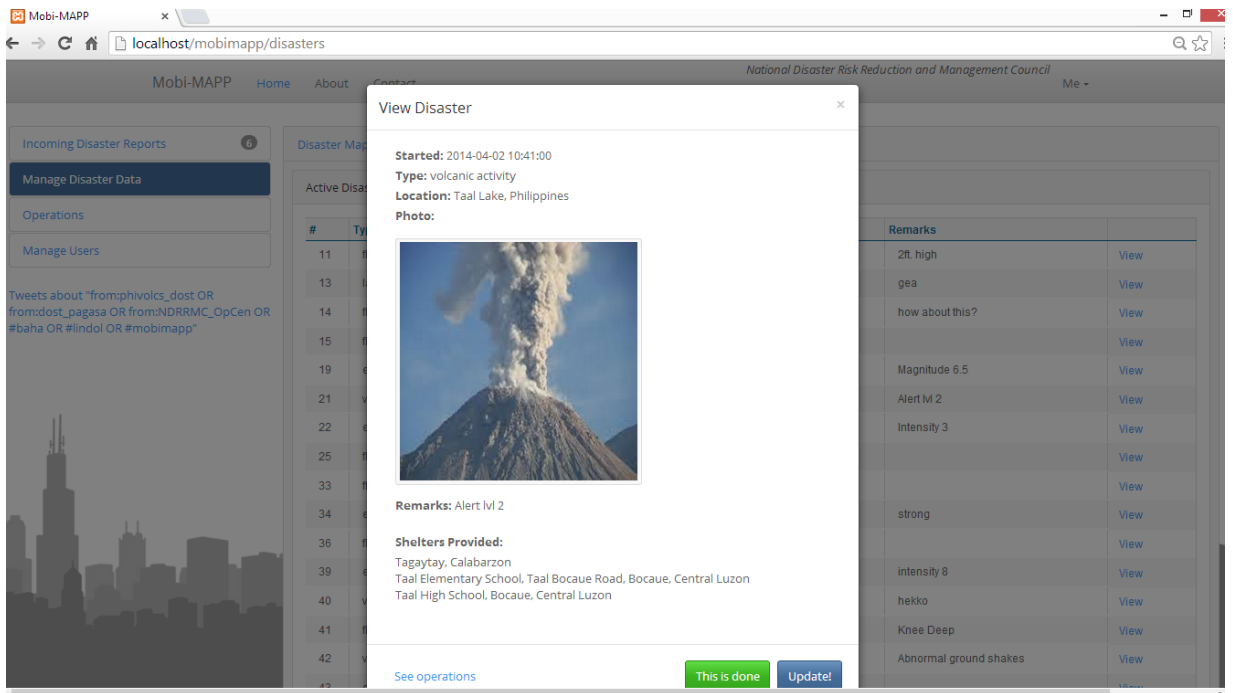 Mobi-MAPP
localhost/mobimapp/disasters
Mobi-MAPP Home About Contact
National Disaster Risk Reduction and Management Council
Me
Incoming Disaster Reports 6
Manage Disaster Data
Operations
Manage Users
Tweets about "from:phivolcs_dost OR
from:dost_pagasa OR from:NDRRMC_OpCen OR
#baha OR #lindol OR #mobimapp"
View Disaster ×
Started: 2014-04-02 10:41:00
Type: volcanic activity
Location: Taal Lake, Philippines
Photo:
Remarks: Alert lvl 2
Shelters Provided:
Tagaytay, Calabarzon
Taal Elementary School, Taal Bocaue Road, Bocaue, Central Luzon
Taal High School, Bocaue, Central Luzon
See operations This is done Update!
Disaster
Active
# Remarks
11 2ft. high View
13 gea View
14 how about this? View
15 View
19 Magnitude 6.5 View
21 Alert lvl 2 View
22 Intensity 3 View
25 View
33 View
34 strong View
36 View
39 intensity 8 View
40 hekko View
41 Knee Deep View
42 Abnormal ground shakes View